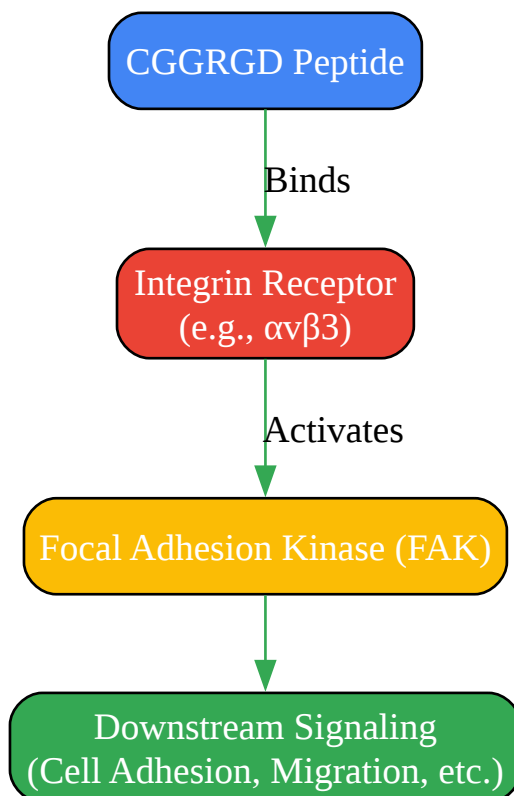 CGGRGD Peptide
Binds
Integrin Receptor
(e.g., αvβ3)
Activates
Focal Adhesion Kinase (FAK)
Downstream Signaling
(Cell Adhesion, Migration, etc.)